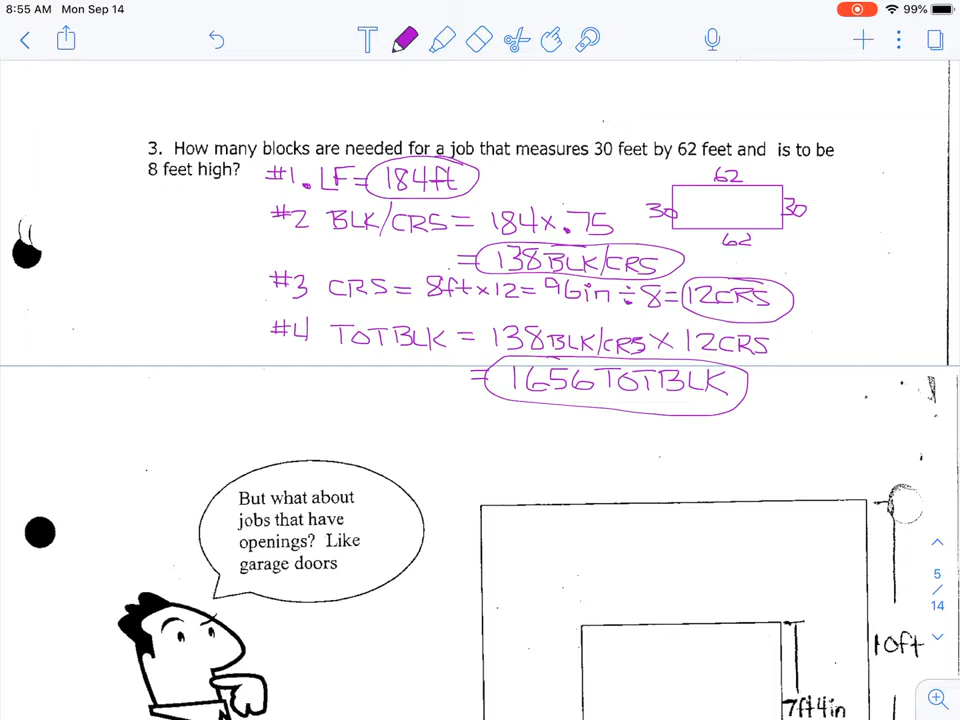 8:55 AM Mon Sep 14
99%
3. How many blocks are needed for a job that measures 30 feet by 62 feet and is to be
8 feet high?
#1. LF = 184ft
62
30
30
62
#2 BLK/CRS = 184 x .75
= 138 BLK/CRS
#3 CRS = 8ft x 12 = 96in ÷ 8 = 12CRS
#4 TOTBLK = 138 BLK/CRS X 12CRS
= 1656 TOTBLK
But what about
jobs that have
openings? Like
garage doors
10ft
7ft4in
5
/
14